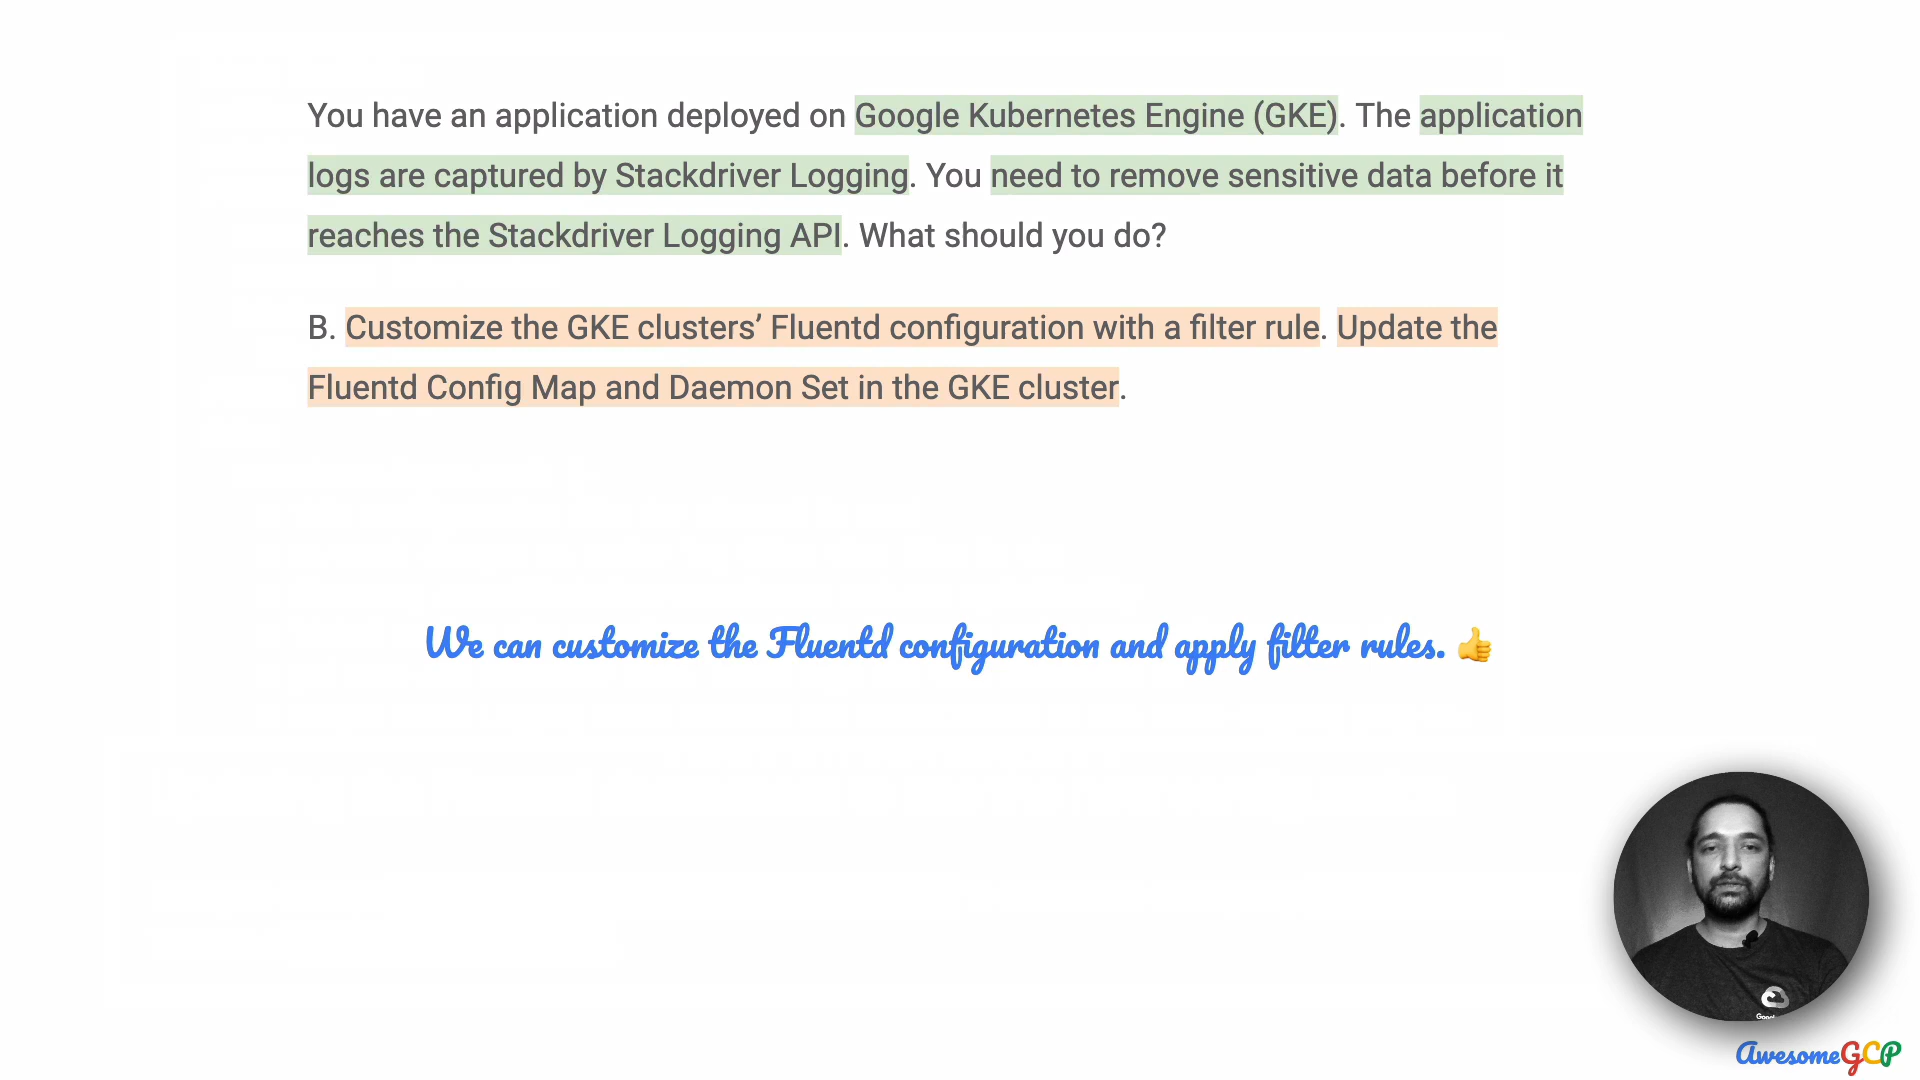 You have an application deployed on Google Kubernetes Engine (GKE). The application
logs are captured by Stackdriver Logging. You need to remove sensitive data before it
reaches the Stackdriver Logging API. What should you do?
B. Customize the GKE clusters’ Fluentd configuration with a filter rule. Update the
Fluentd Config Map and Daemon Set in the GKE cluster.
We can customize the Fluentd configuration and apply filter rules. 👍
AwesomeGCP